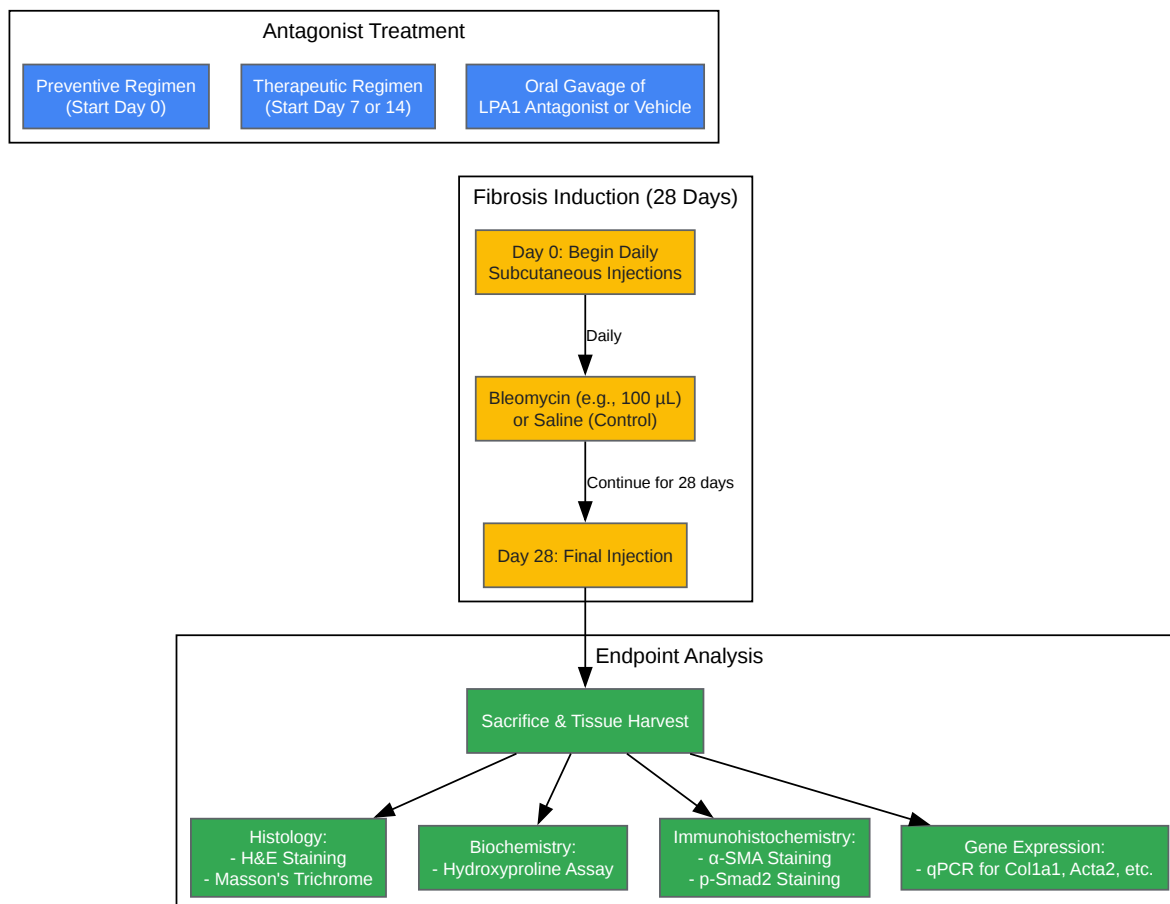 Antagonist Treatment
Preventive Regimen
(Start Day 0)
Therapeutic Regimen
(Start Day 7 or 14)
Oral Gavage of
LPA1 Antagonist or Vehicle
Fibrosis Induction (28 Days)
Day 0: Begin Daily
Subcutaneous Injections
Daily
Bleomycin (e.g., 100 µL)
or Saline (Control)
Continue for 28 days
Day 28: Final Injection
Endpoint Analysis
Sacrifice & Tissue Harvest
Histology:
- H&E Staining
- Masson's Trichrome
Biochemistry:
- Hydroxyproline Assay
Immunohistochemistry:
- α-SMA Staining
- p-Smad2 Staining
Gene Expression:
- qPCR for Col1a1, Acta2, etc.